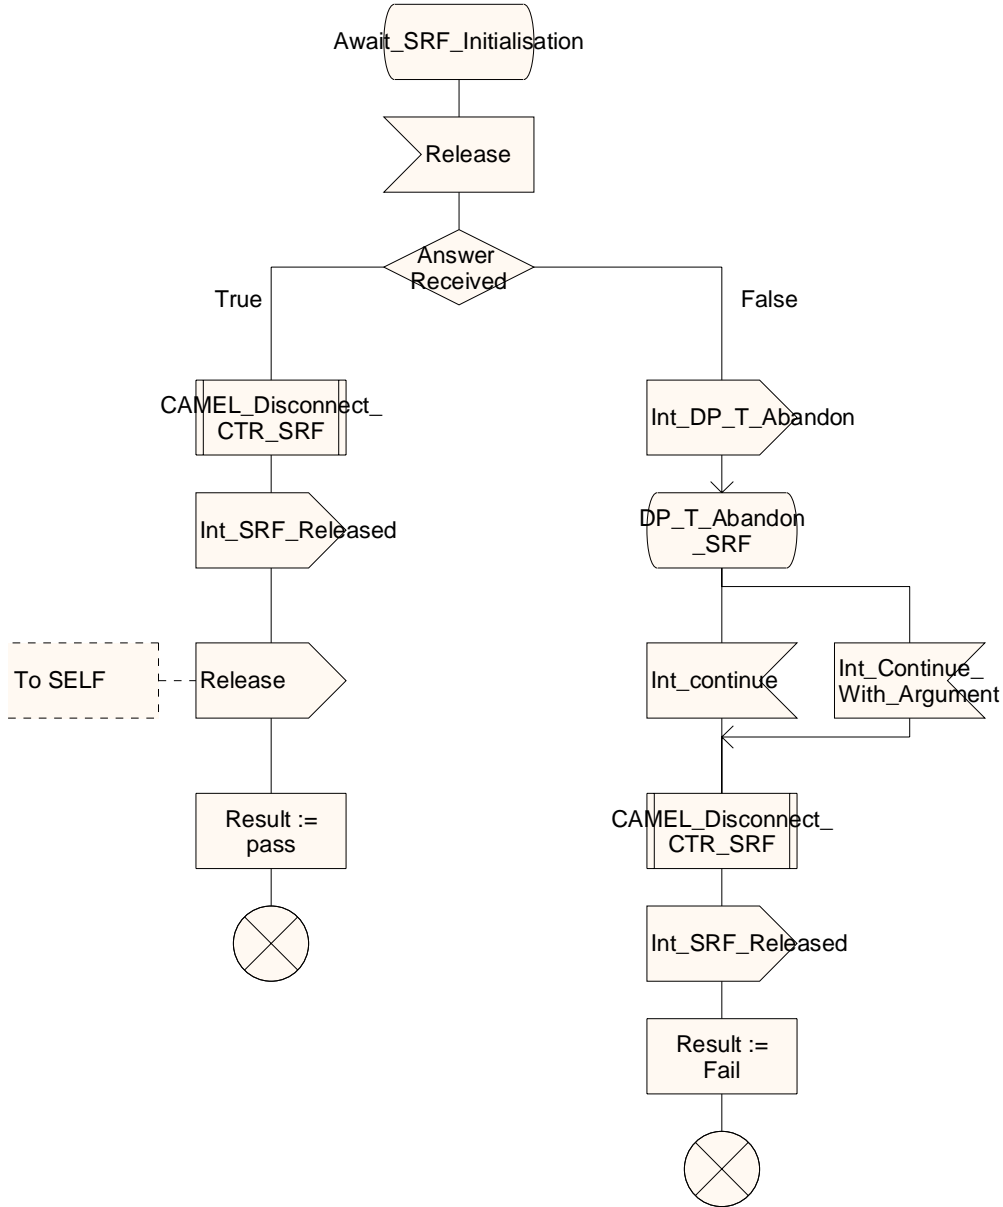 Await_SRF_Initialisation
Release
Answer
Received
True
False
CAMEL_Disconnect_
CTR_SRF
Int_DP_T_Abandon
Int_SRF_Released
DP_T_Abandon
_SRF
To SELF
Release
Int_continue
Int_Continue_
With_Argument
Result :=
pass
CAMEL_Disconnect_
CTR_SRF
Int_SRF_Released
Result :=
Fail